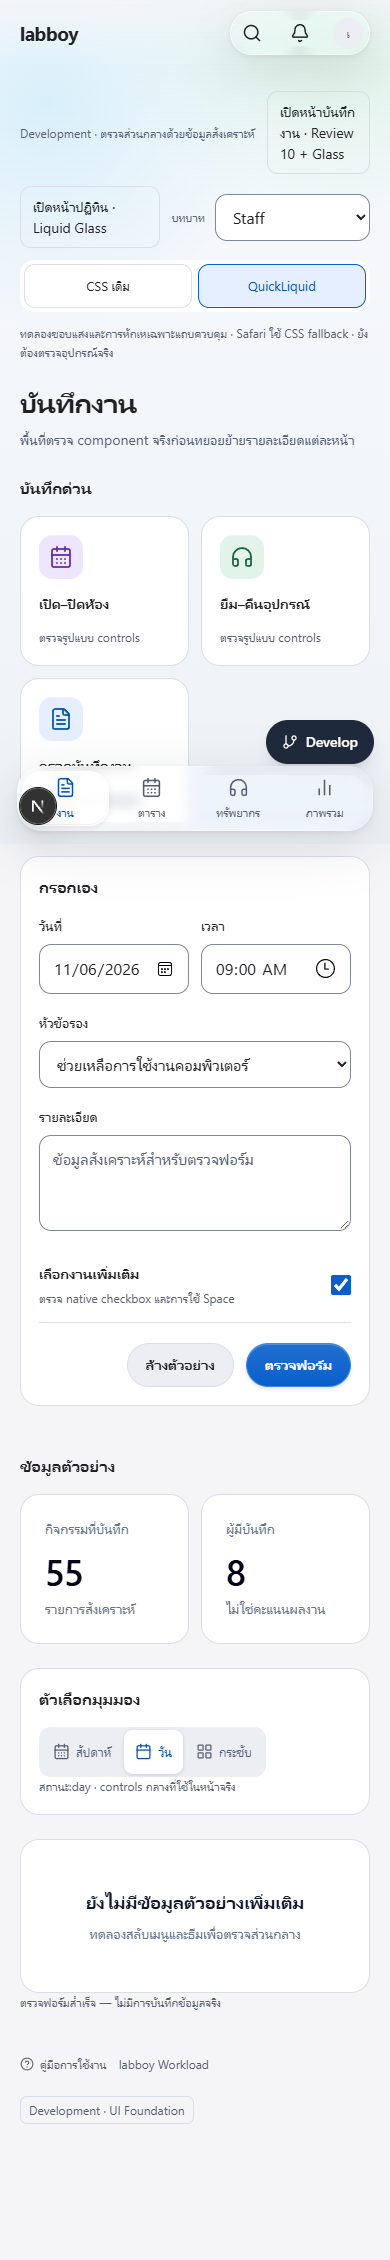 labboy
Development · ตรวจส่วนกลางด้วยข้อมูลสังเคราะห์
เปิดหน้าบันทึก
งาน · Review
10 + Glass
เปิดหน้าปฏิทิน ·
Liquid Glass
บทบาท
Staff
CSS เดิม
QuickLiquid
ทดลองขอบแสงและการหักเหเฉพาะแถบควบคุม · Safari ใช้ CSS fallback · ยัง
ต้องตรวจอุปกรณ์จริง
บันทึกงาน
พื้นที่ตรวจ component จริงก่อนทยอยย้ายรายละเอียดแต่ละหน้า
บันทึกด่วน
เปิด–ปิดห้อง
ตรวจรูปแบบ controls
ยืม–คืนอุปกรณ์
ตรวจรูปแบบ controls
Develop
N
งาน
ตาราง
ทรัพยากร
ภาพรวม
กรอกเอง
วันที่
เวลา
11/06/2026
09:00 AM
หัวข้อรอง
ช่วยเหลือการใช้งานคอมพิวเตอร์
รายละเอียด
ข้อมูลสังเคราะห์สำหรับตรวจฟอร์ม
เลือกงานเพิ่มเติม
ตรวจ native checkbox และการใช้ Space
ล้างตัวอย่าง
ตรวจฟอร์ม
ข้อมูลตัวอย่าง
กิจกรรมที่บันทึก
55
รายการสังเคราะห์
ผู้มีบันทึก
8
ไม่ใช่คะแนนผลงาน
ตัวเลือกมุมมอง
สัปดาห์
วัน
กระชับ
สถานะ:day · controls กลางที่ใช้ในหน้าจริง
ยังไม่มีข้อมูลตัวอย่างเพิ่มเติม
ทดลองสลับเมนูและธีมเพื่อตรวจส่วนกลาง
ตรวจฟอร์มสำเร็จ — ไม่มีการบันทึกข้อมูลจริง
คู่มือการใช้งาน
labboy Workload
Development · UI Foundation